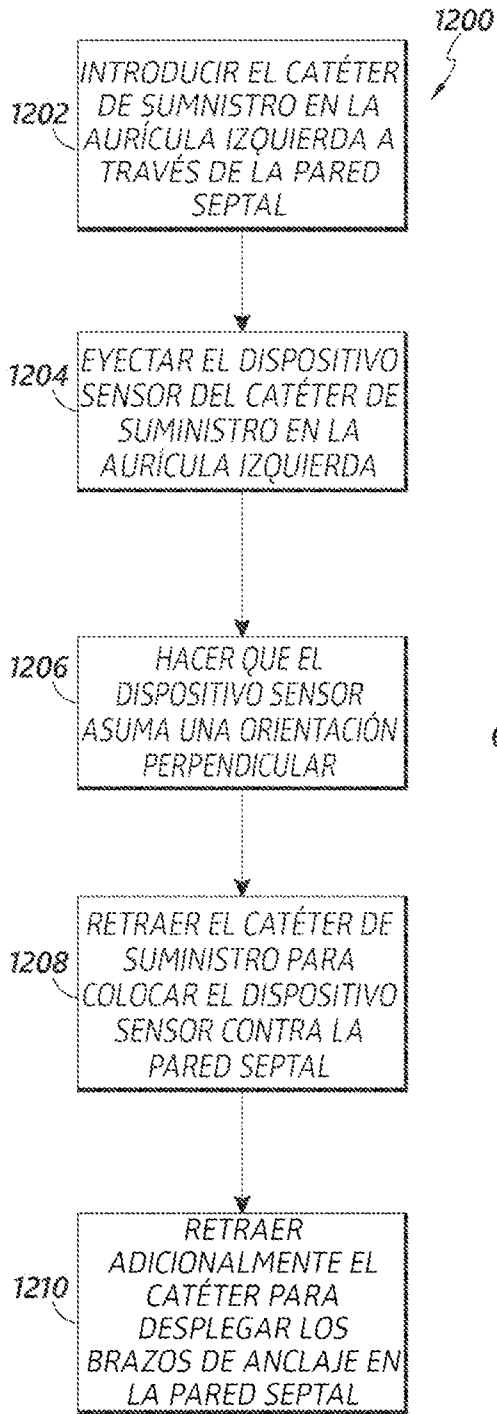 1200
1202
INTRODUCIR EL CATÉTER
DE SUMNISTRO EN LA
AURÍCULA IZQUIERDA A
TRAVÉS DE LA PARED
SEPTAL
1204
EYECTAR EL DISPOSITIVO
SENSOR DEL CATÉTER DE
SUMINISTRO EN LA
AURÍCULA IZQUIERDA
1206
HACER QUE EL
DISPOSITIVO SENSOR
ASUMA UNA ORIENTACIÓN
PERPENDICULAR
1208
RETRAER EL CATÉTER DE
SUMINISTRO PARA
COLOCAR EL DISPOSITIVO
SENSOR CONTRA LA
PARED SEPTAL
1210
RETRAER
ADICIONALMENTE EL
CATÉTER PARA
DESPLEGAR LOS
BRAZOS DE ANCLAJE EN
LA PARED SEPTAL